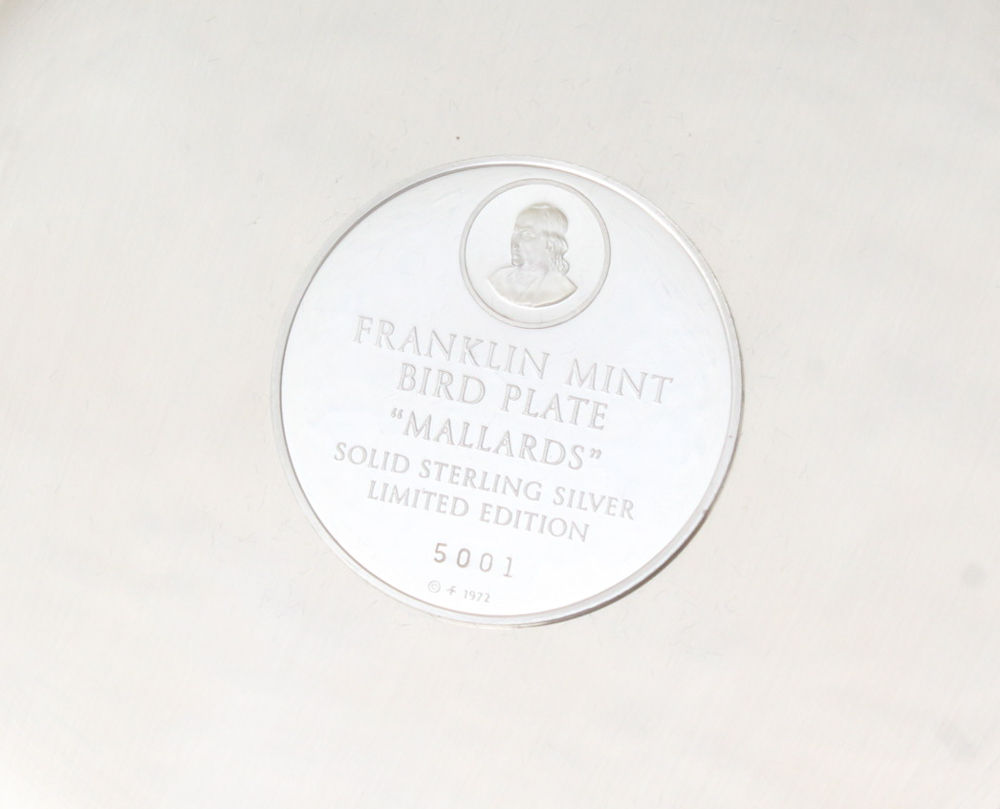 FRANKLIN MINT
BIRD PLATE
“MALLARDS”
SOLID STERLING SILVER
LIMITED EDITION
5001
© 1972